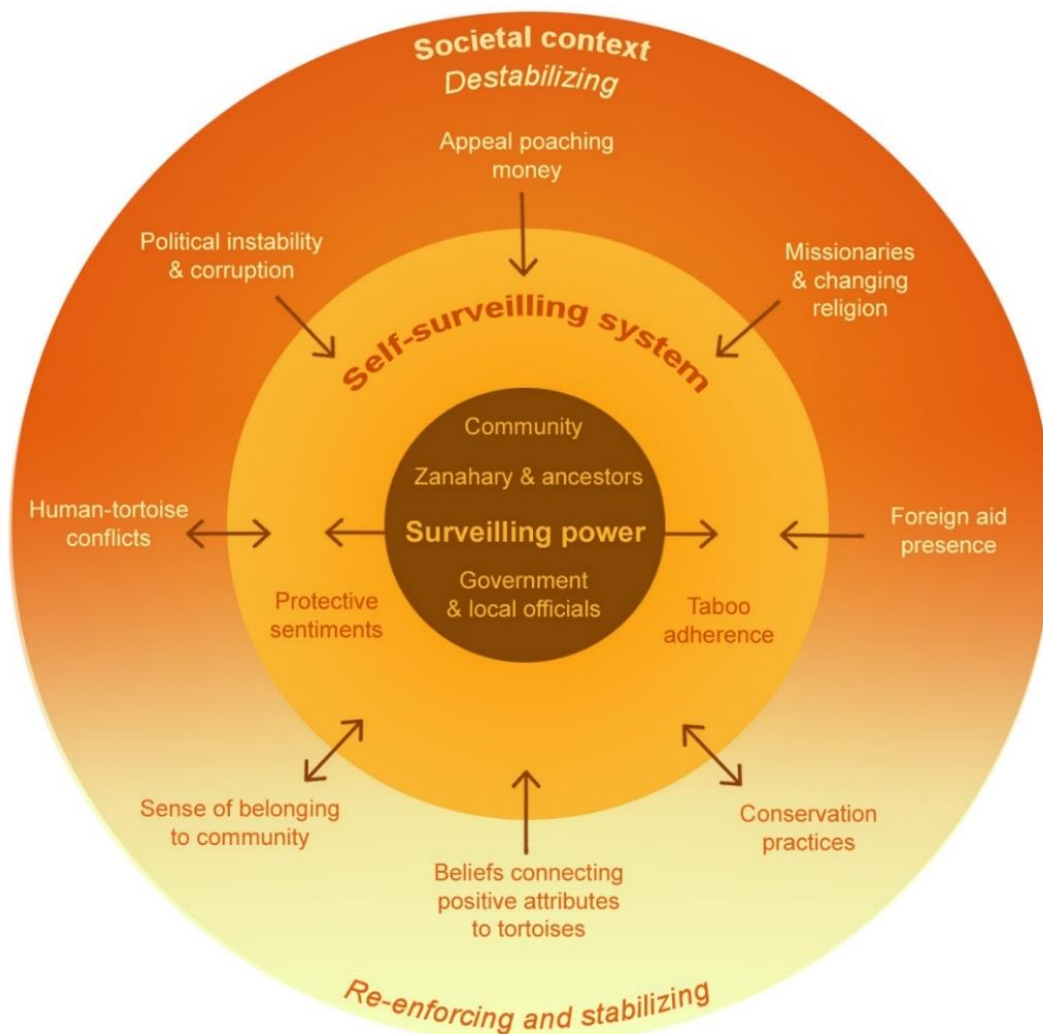 Societal context
Destabilizing
Appeal poaching
money
Political instability
& corruption
Missionaries
& changing
religion
Self-surveilling system
Community
Zanahary & ancestors
Surveilling power
Government
& local officials
Human-tortoise
conflicts
Foreign aid
presence
Protective
sentiments
Taboo
adherence
Sense of belonging
to community
Conservation
practices
Beliefs connecting
positive attributes
to tortoises
Re-enforcing and stabilizing